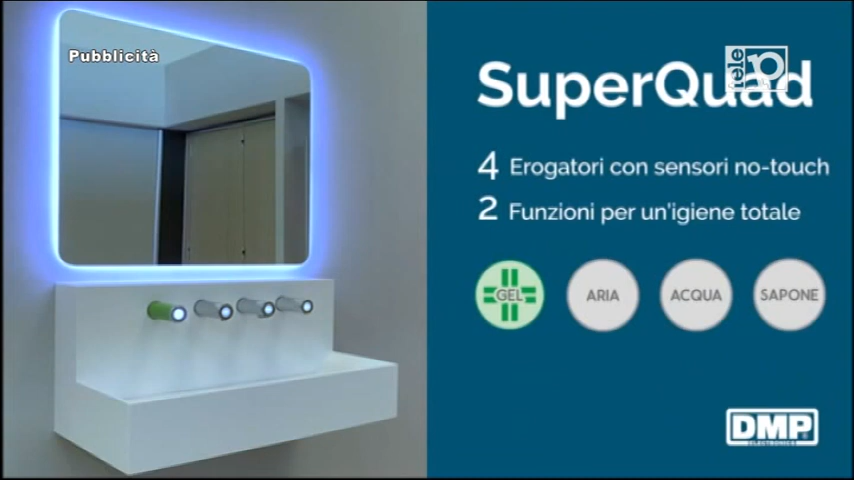 Pubblicità
tele
SuperQuad
4 Erogatori con sensori no-touch
2 Funzioni per un'igiene totale
GEL
ARIA
ACQUA
SAPONE
DMP
ELECTRONICS